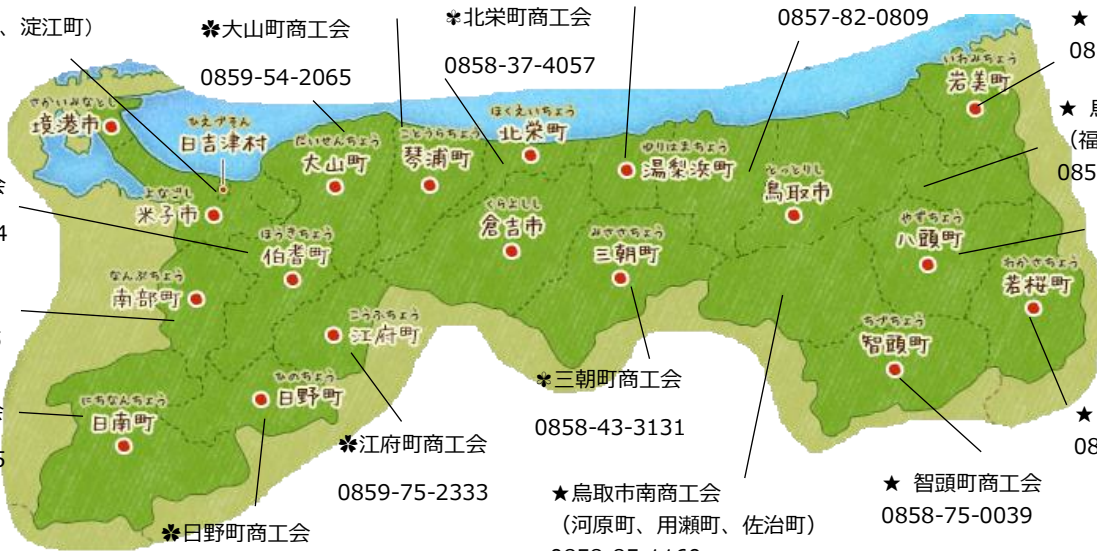 、淀江町）
✽大山町商工会
0859-54-2065
✽北栄町商工会
0858-37-4057
0857-82-0809
★
08
★
（福
085
会
4
会
5
さかいみなとし
境港市
ひえづそん
日吉津村
よなごし
米子市
だいせんちょう
大山町
ことうらちょう
琴浦町
ほくえいちょう
北栄町
ゆりはまちょう
湯梨浜町
とっとりし
鳥取市
いわみちょう
岩美町
くらよしし
倉吉市
みささちょう
三朝町
やずちょう
八頭町
わかさちょう
若桜町
ほうきちょう
伯耆町
なんぶちょう
南部町
こうふちょう
江府町
ちづちょう
智頭町
ひのちょう
日野町
にちなんちょう
日南町
✽三朝町商工会
0858-43-3131
✽江府町商工会
0859-75-2333
✽日野町商工会
★鳥取市南商工会
（河原町、用瀬町、佐治町）
★ 智頭町商工会
0858-75-0039
★
08